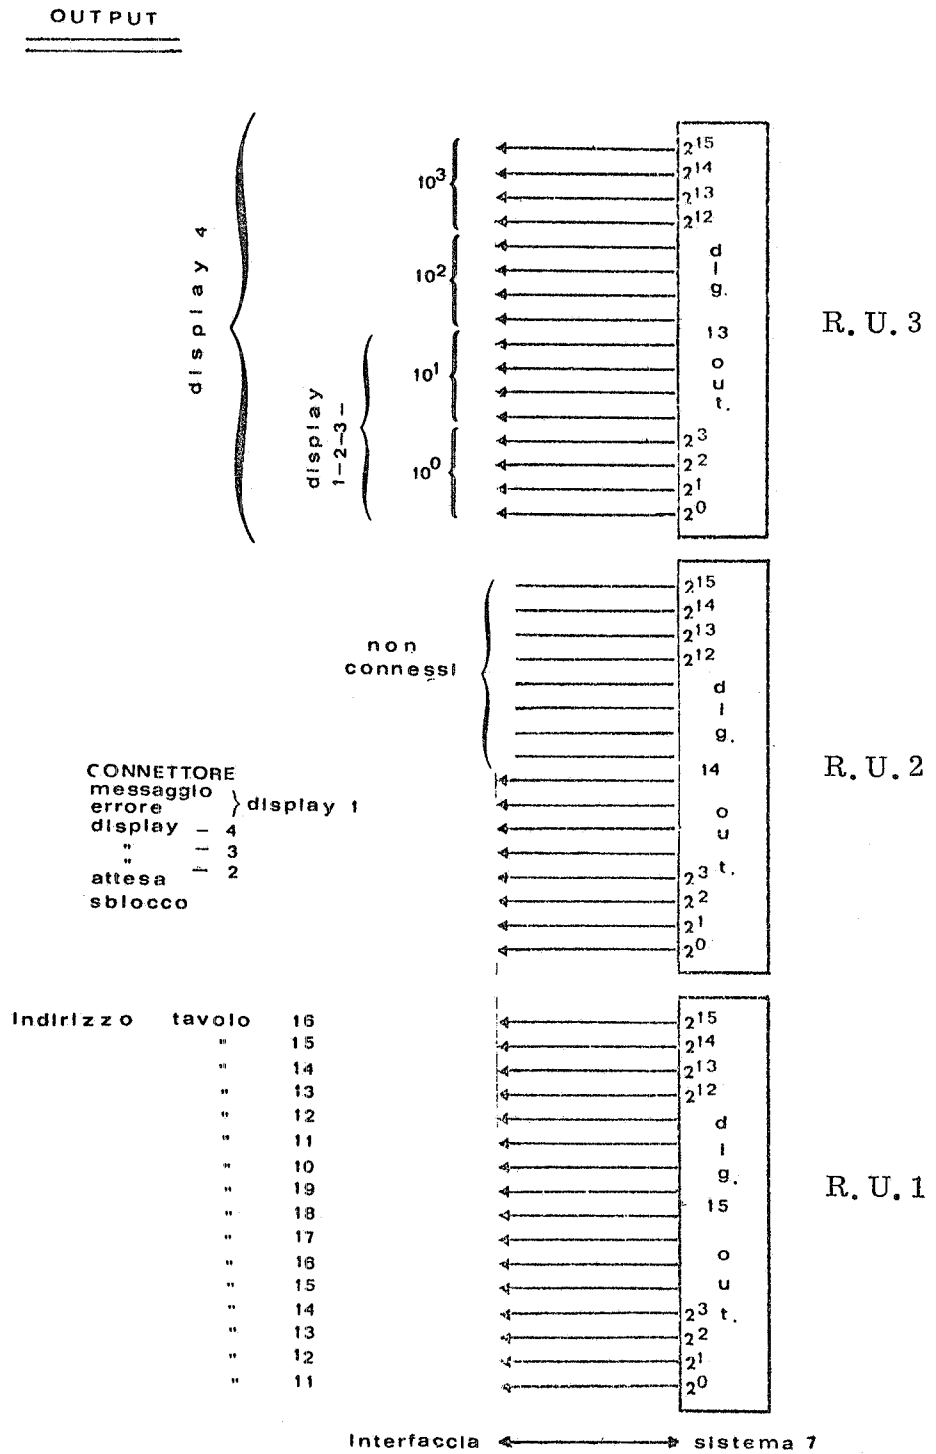 OUTPUT
display 4
10³
10²
10¹
10⁰
display
1-2-3-
2¹⁵
2¹⁴
2¹³
2¹²
dig.
13
out.
2³
2²
2¹
2⁰
R. U. 3
non
connessi
2¹⁵
2¹⁴
2¹³
2¹²
dig.
14
out.
2³
2²
2¹
2⁰
R. U. 2
CONNETTORE
messaggio
errore } display 1
display - 4
" - 3
" - 2
attesa
sblocco
Indirizzo tavolo 16
" 15
" 14
" 13
" 12
" 11
" 10
" 19
" 18
" 17
" 16
" 15
" 14
" 13
" 12
" 11
2¹⁵
2¹⁴
2¹³
2¹²
dig.
15
out.
2³
2²
2¹
2⁰
R. U. 1
Interfaccia sistema 7